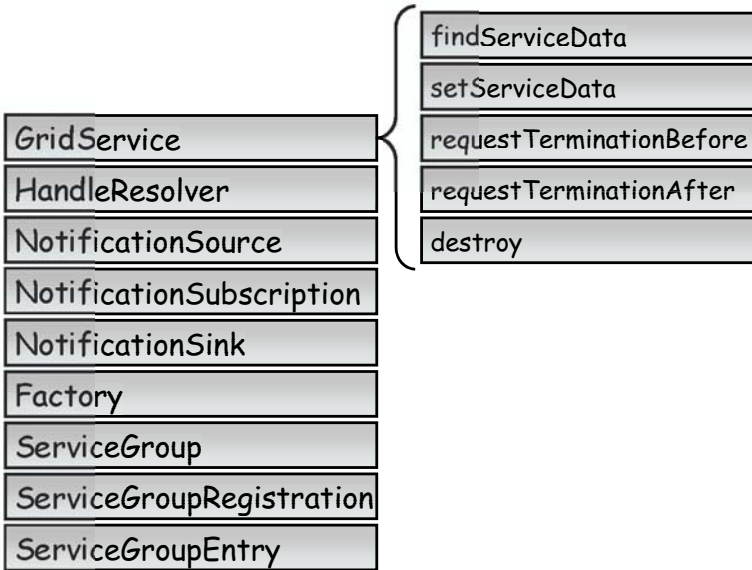 GridService
HandleResolver
NotificationSource
NotificationSubscription
NotificationSink
Factory
ServiceGroup
ServiceGroupRegistration
ServiceGroupEntry
findServiceData
setServiceData
requestTerminationBefore
requestTerminationAfter
destroy